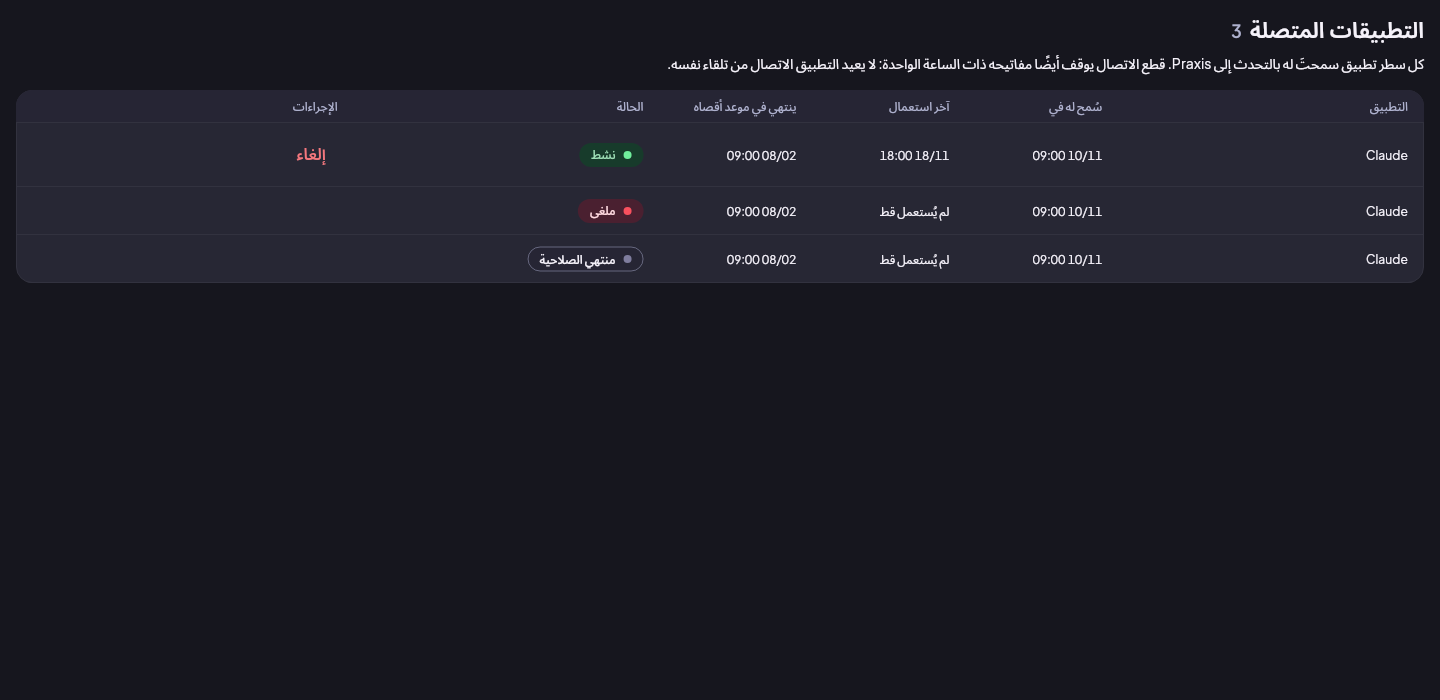 التطبيقات المتصلة 3
كل سطر تطبيق سمحتَ له بالتحدث إلى Praxis. قطع الاتصال يوقف أيضًا مفاتيحه ذات الساعة الواحدة: لا يعيد التطبيق الاتصال من تلقاء نفسه.
التطبيق سُمح له في آخر استعمال ينتهي في موعد أقصاه الحالة الإجراءات
Claude 10/11 09:00 18/11 18:00 08/02 09:00 نشط إلغاء
Claude 10/11 09:00 لم يُستعمل قط 08/02 09:00 ملغى
Claude 10/11 09:00 لم يُستعمل قط 08/02 09:00 منتهي الصلاحية